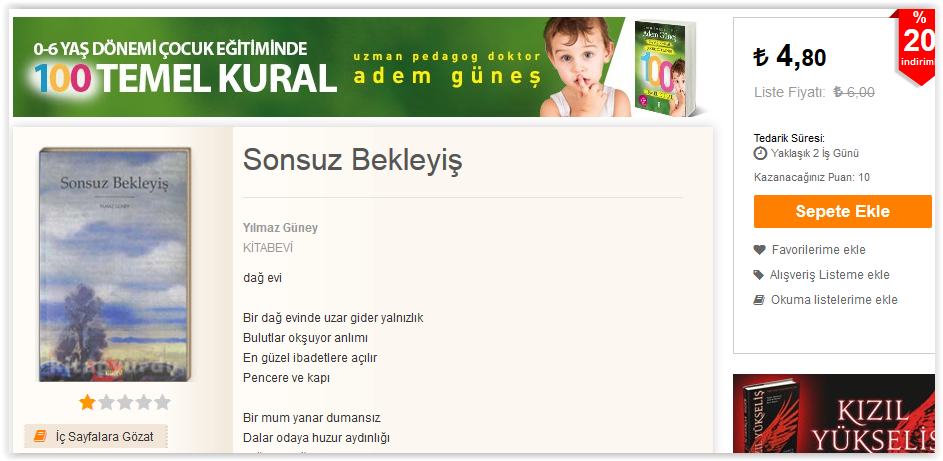 0-6 YAŞ DÖNEMİ ÇOCUK EĞİTİMİNDE
100 TEMEL KURAL
uzman pedagog doktor
adem güneş
Adem Güneş
100
% 20
indirim
₺ 4,80
Liste Fiyatı: ₺ 6,00
Tedarik Süresi:
Yaklaşık 2 İş Günü
Kazanacağınız Puan: 10
Sepete Ekle
Favorilerime ekle
Alışveriş Listeme ekle
Okuma listelerime ekle
Sonsuz Bekleyiş
YILMAZ GÜNEY
kitapyurdu
İç Sayfalara Gözat
Sonsuz Bekleyiş
Yılmaz Güney
KİTABEVİ
dağ evi
Bir dağ evinde uzar gider yalnızlık
Bulutlar okşuyor anlımı
En güzel ibadetlere açılır
Pencere ve kapı
Bir mum yanar dumansız
Dalar odaya huzur aydınlığı
KIZIL
YÜKSELİŞ
KIZIL
YÜKSELİŞ